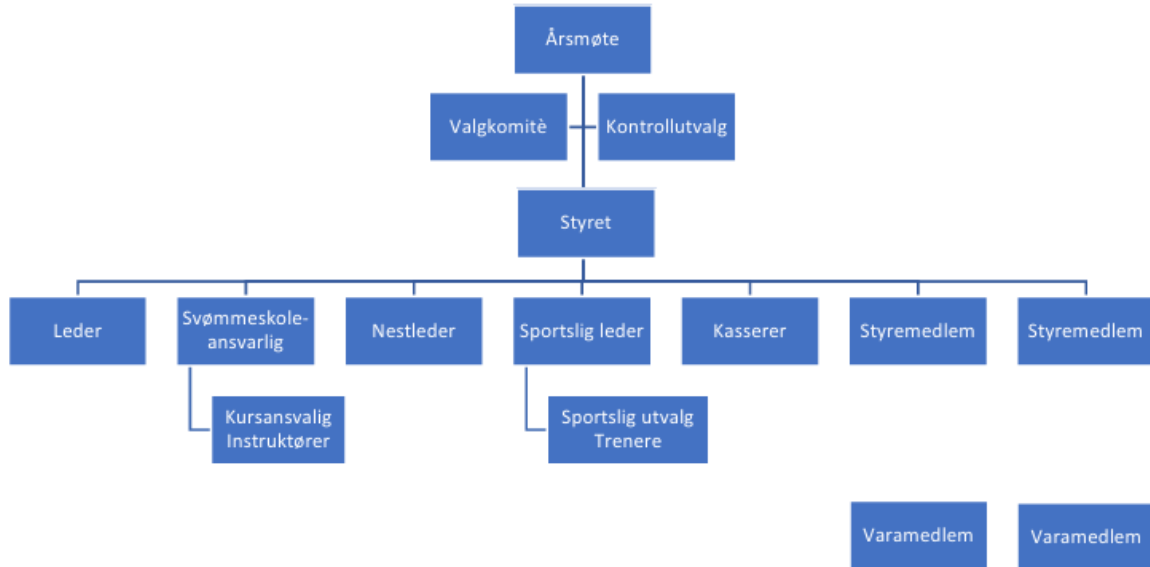 Årsmøte
Valgkomitè
Kontrollutvalg
Styret
Leder
Svømmeskole-
ansvarlig
Nestleder
Sportslig leder
Kasserer
Styremedlem
Styremedlem
Kursansvalig
Instruktører
Sportslig utvalg
Trenere
Varamedlem
Varamedlem